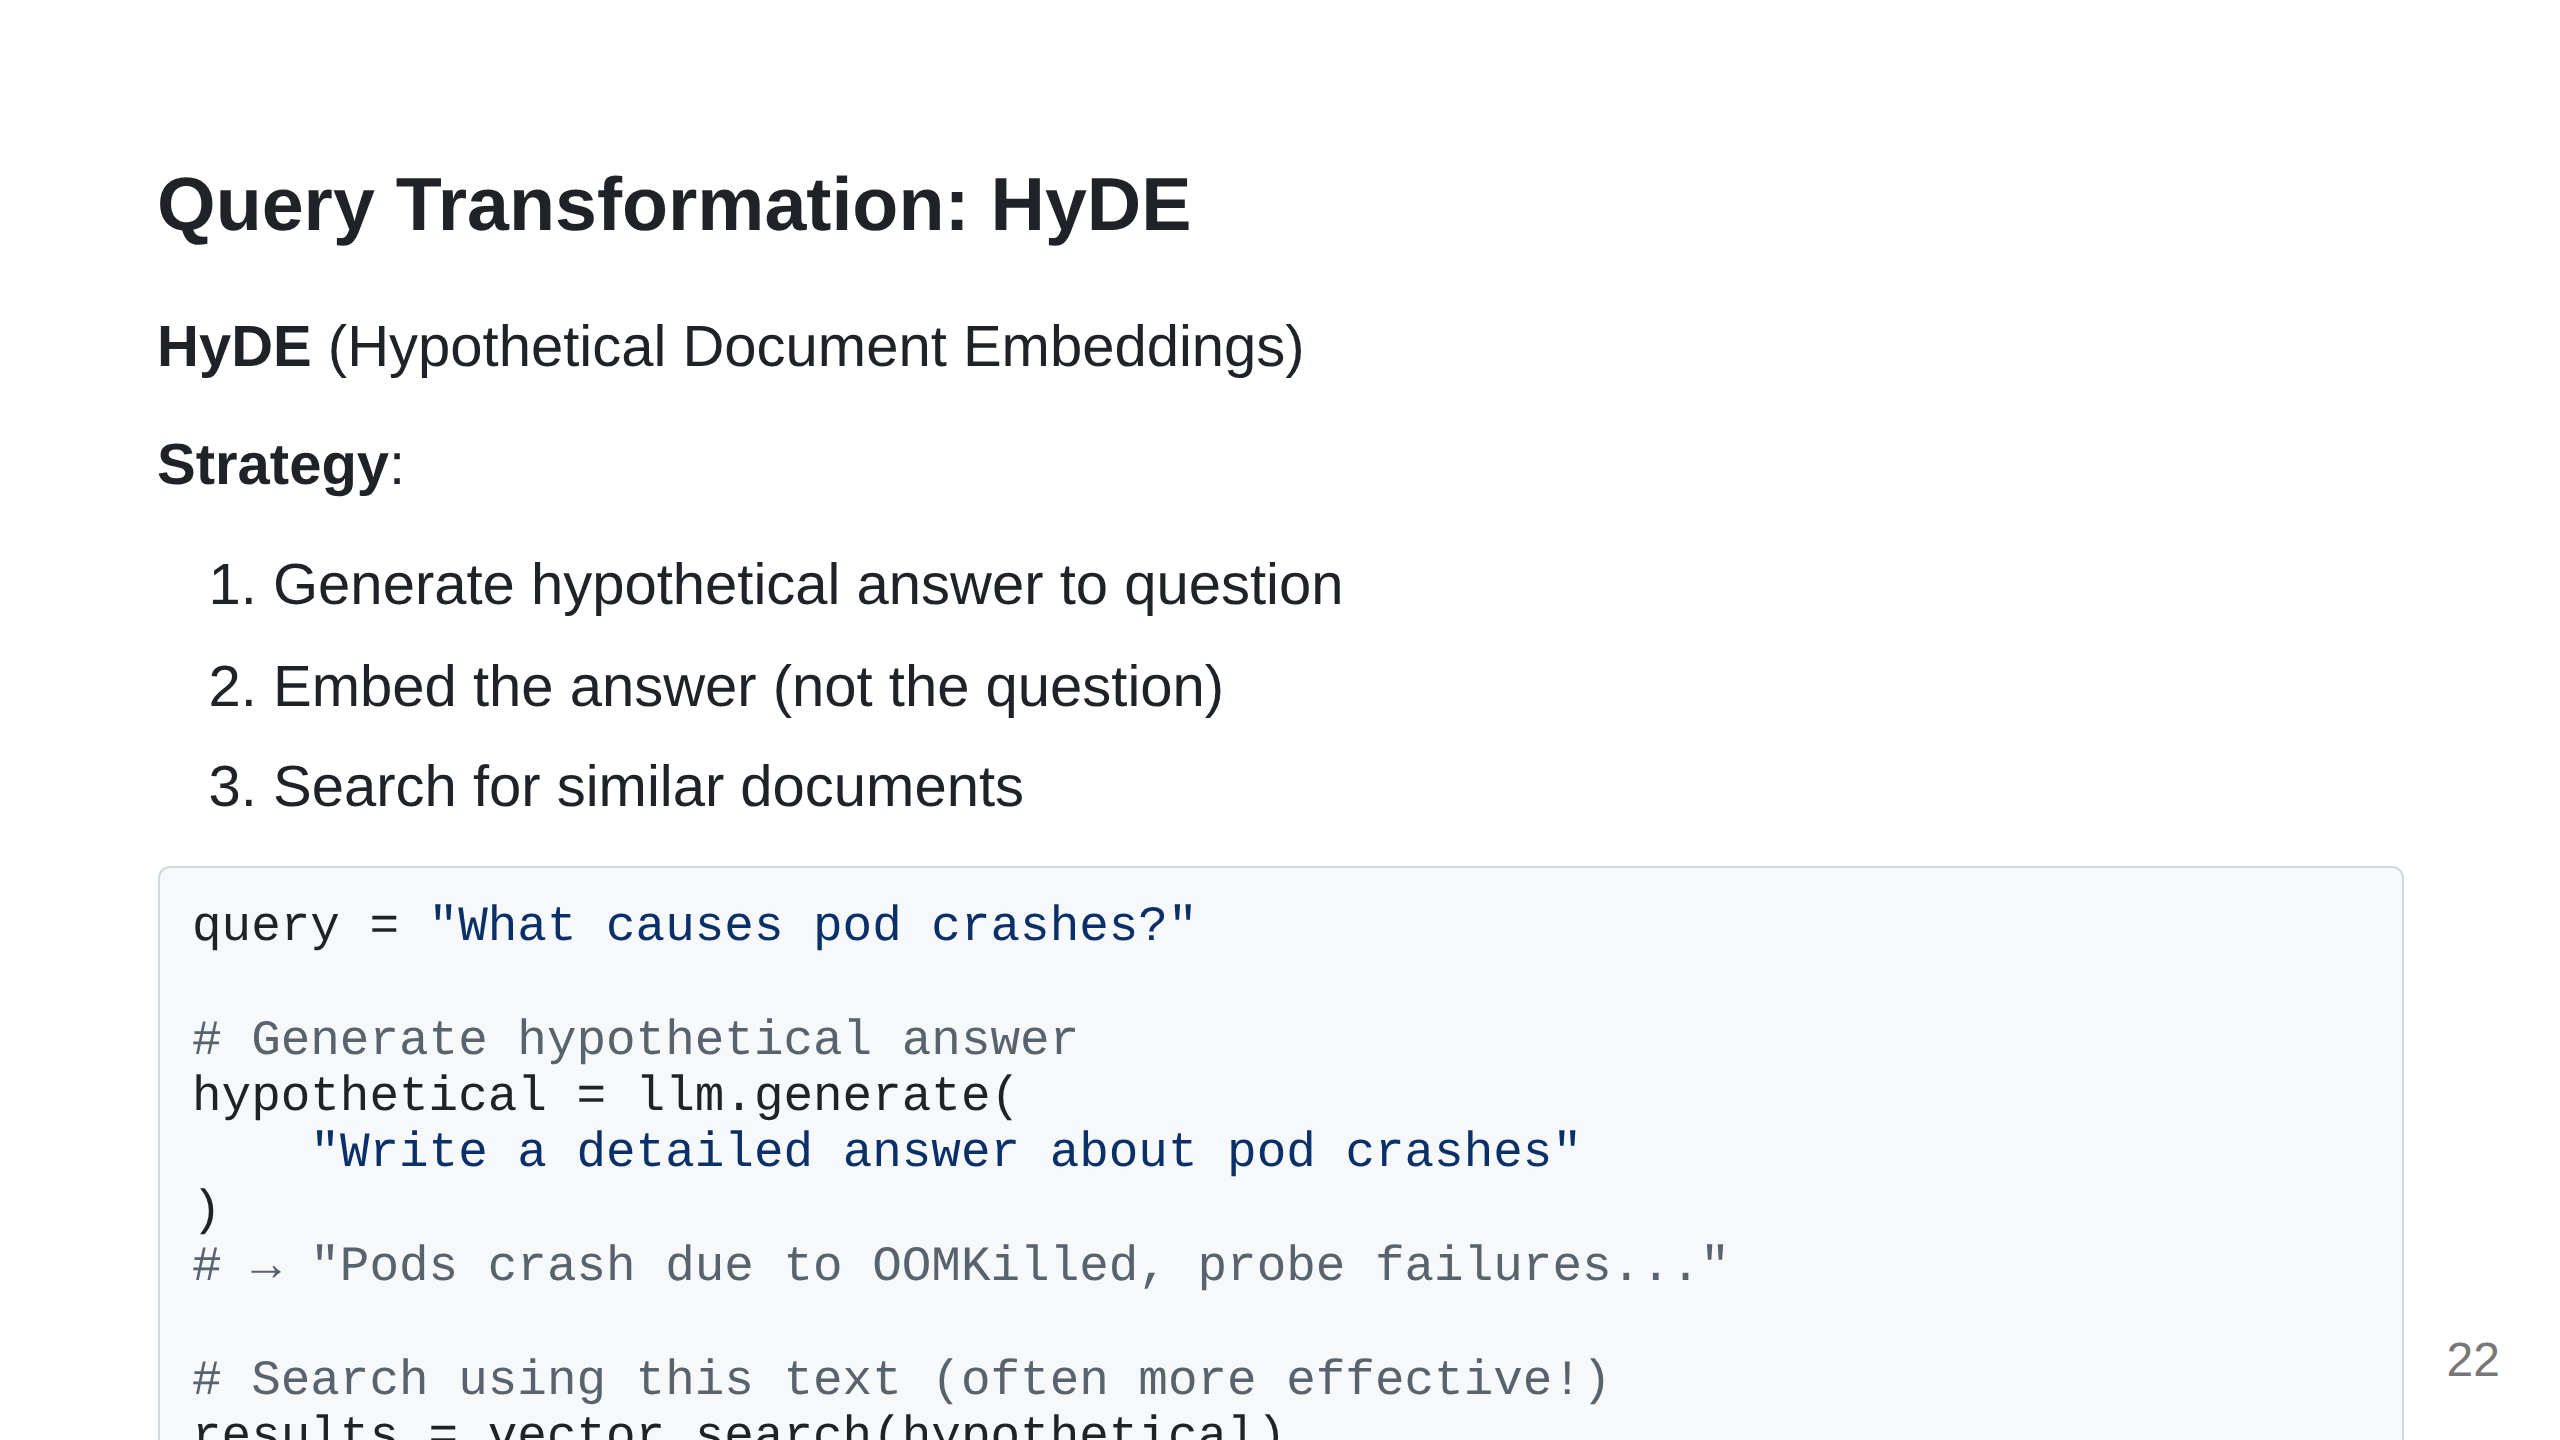 Query Transformation: HyDE
HyDE (Hypothetical Document Embeddings)
Strategy:
1. Generate hypothetical answer to question
2. Embed the answer (not the question)
3. Search for similar documents
query = "What causes pod crashes?"
# Generate hypothetical answer
hypothetical = llm.generate(
    "Write a detailed answer about pod crashes"
)
# → "Pods crash due to OOMKilled, probe failures..."
# Search using this text (often more effective!)
results = vector_search(hypothetical)
22